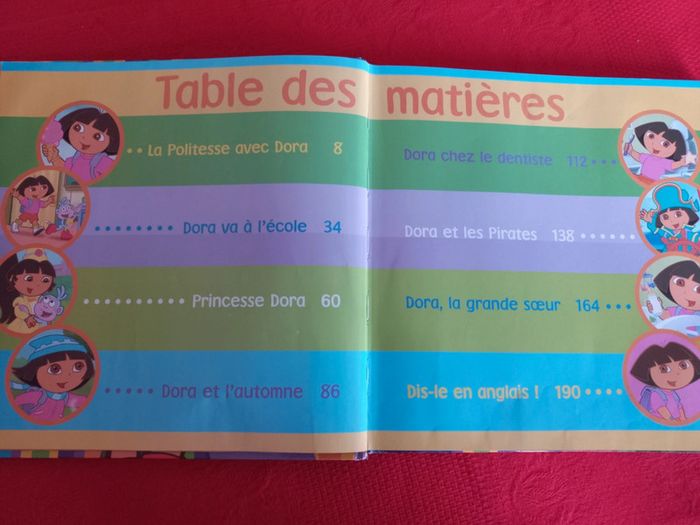 Table des matières
La Politesse avec Dora 8
Dora va à l'école 34
Princesse Dora 60
Dora et l'automne 86
Dora chez le dentiste 112
Dora et les Pirates 138
Dora, la grande sœur 164
Dis-le en anglais ! 190